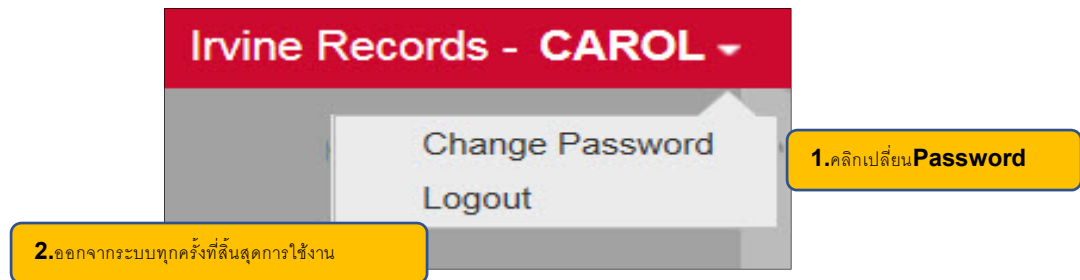 Irvine Records - CAROL
Change Password
1.คลิกเปลี่ยนPassword
Logout
2.ออกจากระบบทุกครั้งที่สิ้นสุดการใช้งาน